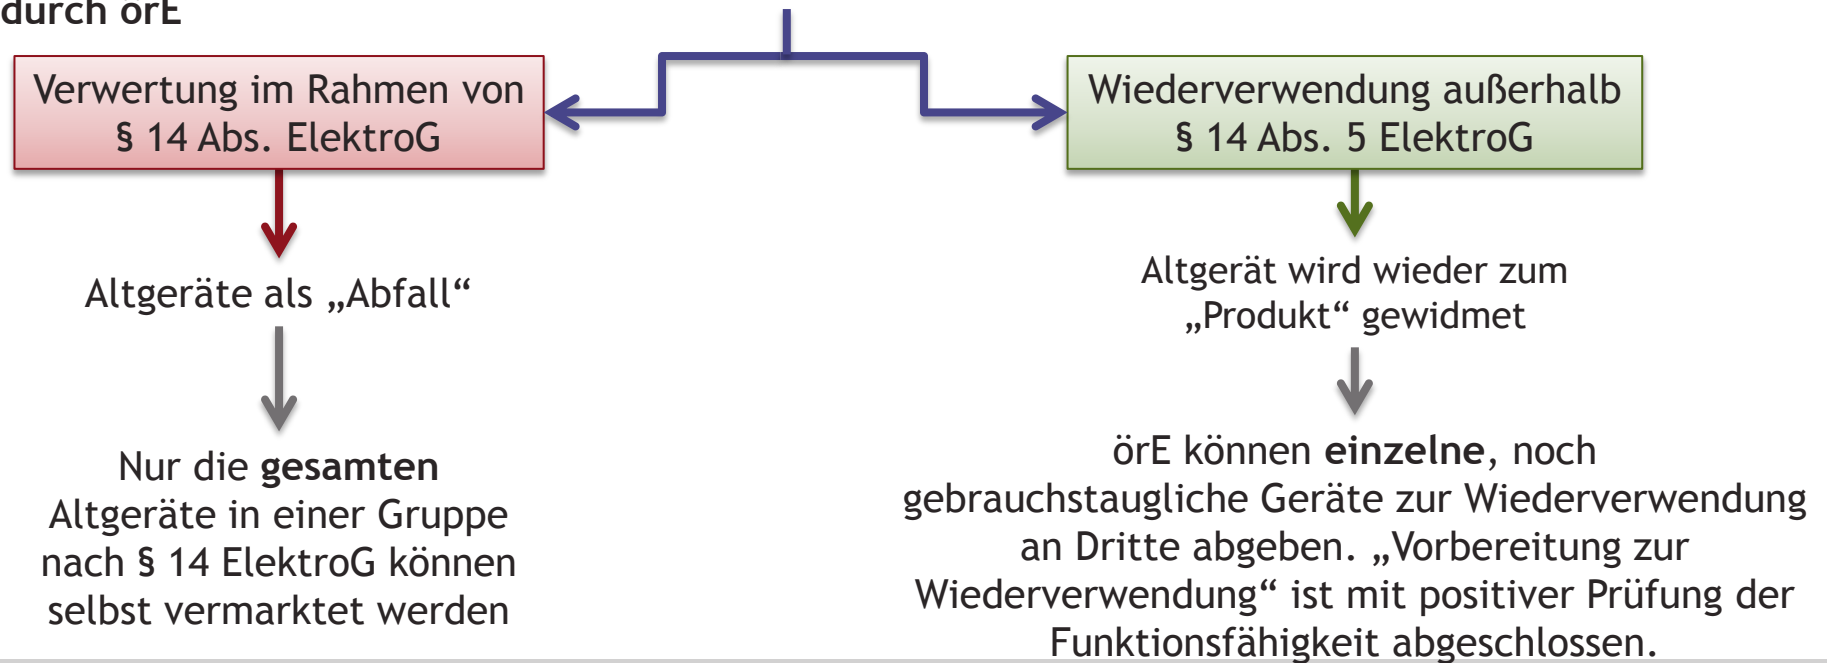 durch örE
Verwertung im Rahmen von
§ 14 Abs. ElektroG
Wiederverwendung außerhalb
§ 14 Abs. 5 ElektroG
Altgeräte als „Abfall“
Altgerät wird wieder zum
„Produkt“ gewidmet
Nur die gesamten
Altgeräte in einer Gruppe
nach § 14 ElektroG können
selbst vermarktet werden
örE können einzelne, noch
gebrauchstaugliche Geräte zur Wiederverwendung
an Dritte abgeben. „Vorbereitung zur
Wiederverwendung“ ist mit positiver Prüfung der
Funktionsfähigkeit abgeschlossen.